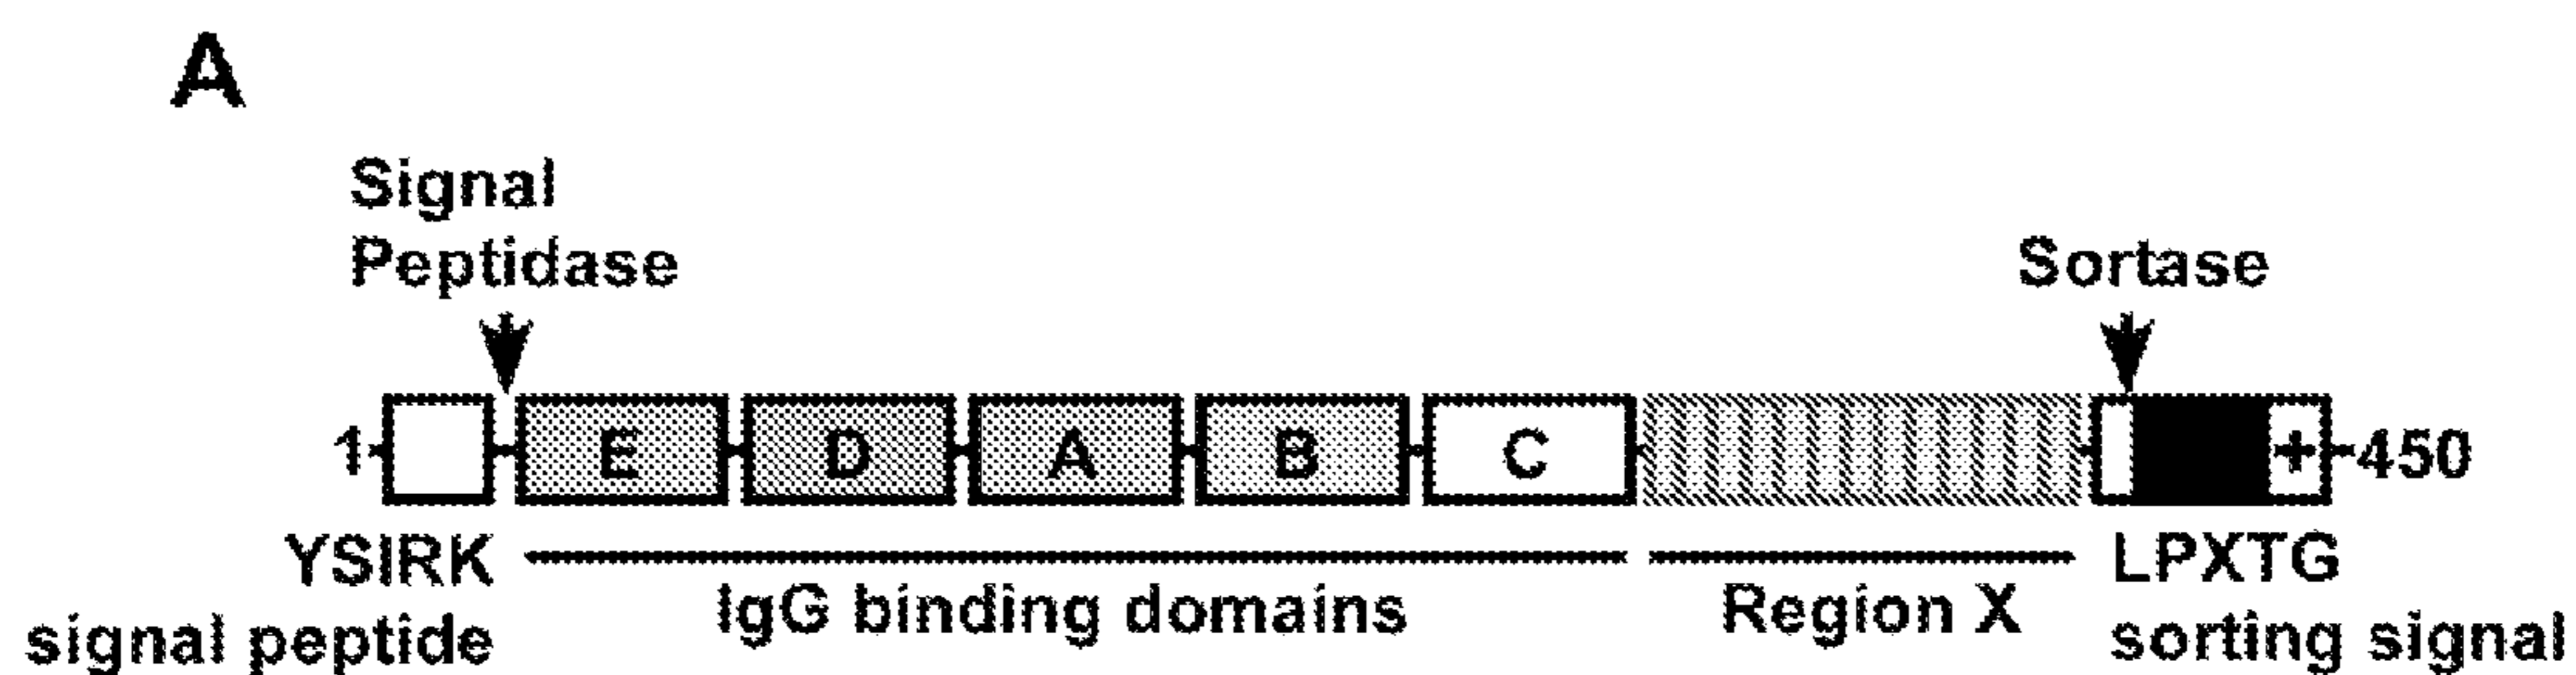 A
Signal
Peptidase
Sortase
1 E D A B C + 450
YSIRK
signal peptide
IgG binding domains
Region X
LPXTG
sorting signal